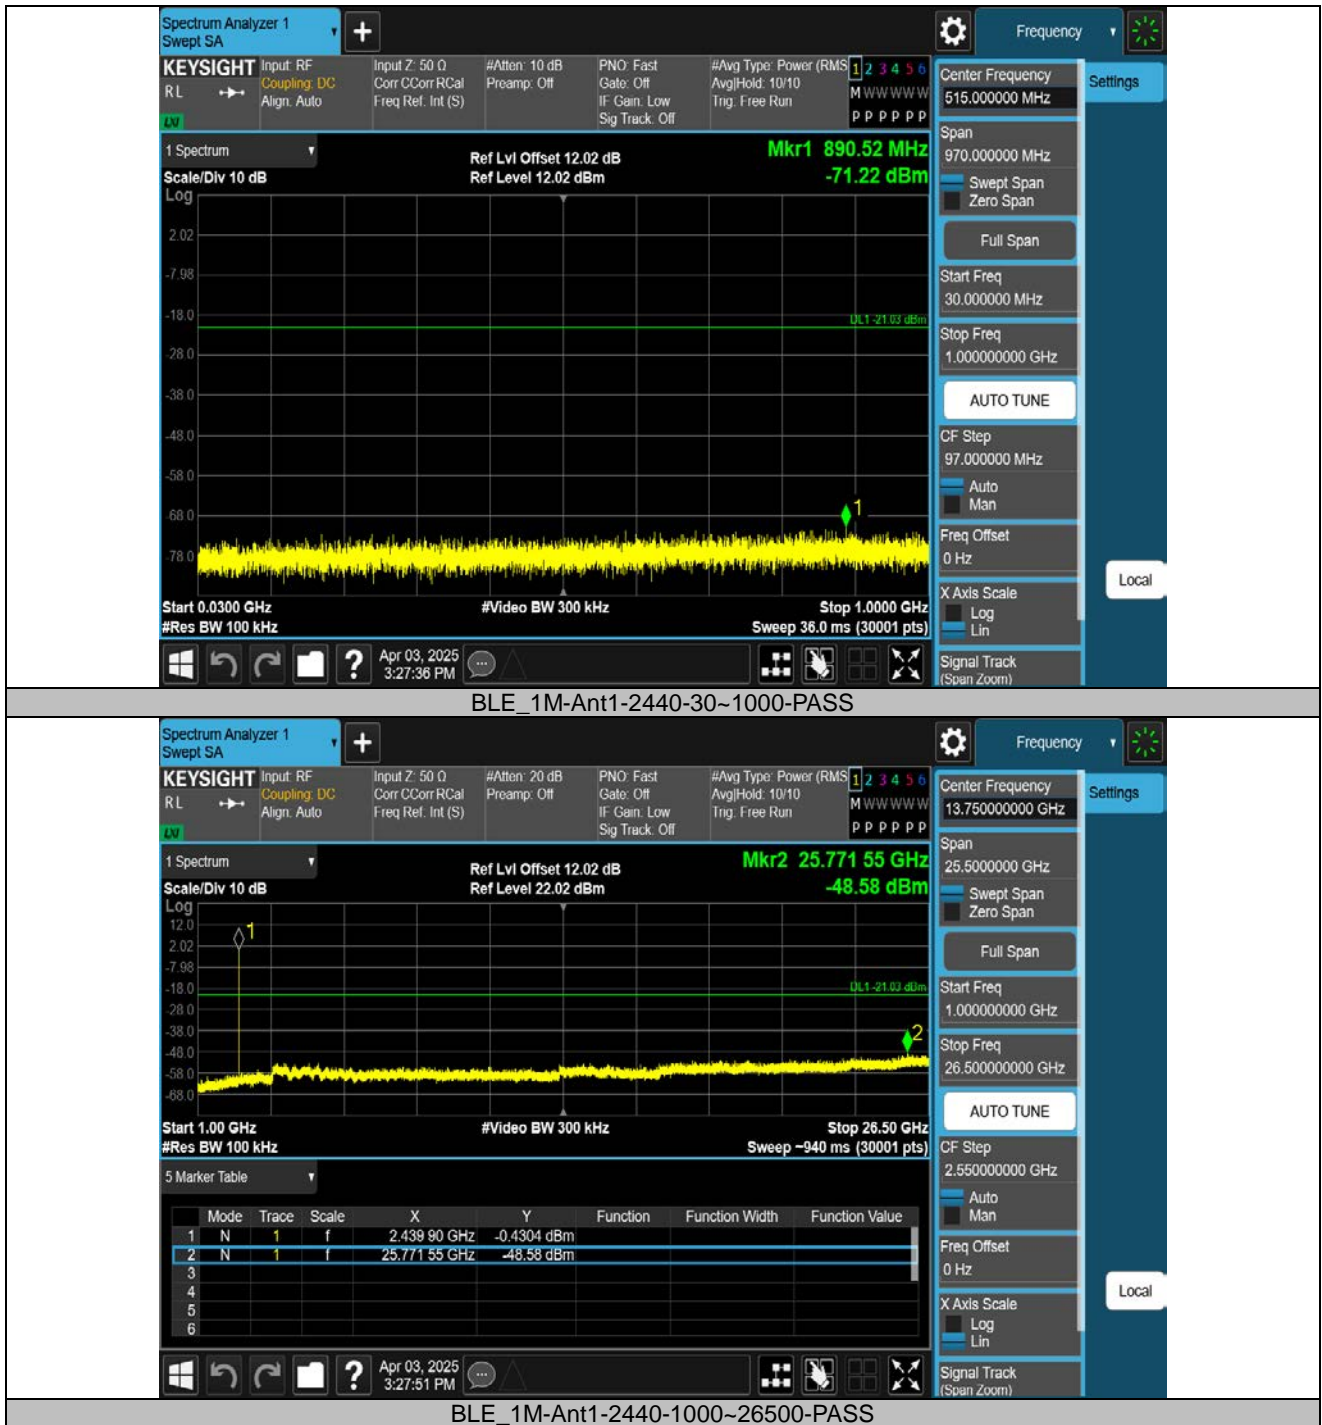 Spectrum Analyzer 1
Swept SA
Frequency
KEYSIGHT
RL
LXI
Input: RF
Coupling: DC
Align: Auto
Input Z: 50 Ω
Corr CCorr RCal
Freq Ref: Int (S)
#Atten: 10 dB
Preamp: Off
PNO: Fast
Gate: Off
IF Gain: Low
Sig Track: Off
#Avg Type: Power (RMS
Avg|Hold: 10/10
Trig: Free Run
1 2 3 4 5 6
M W W W W W
P P P P P P
1 Spectrum
Scale/Div 10 dB
Ref Lvl Offset 12.02 dB
Ref Level 12.02 dBm
Mkr1 890.52 MHz
-71.22 dBm
Log
2.02
-7.98
-18.0
DL1 -21.03 dBm
-28.0
-38.0
-48.0
-58.0
-68.0
1
-78.0
Start 0.0300 GHz
#Video BW 300 kHz
Stop 1.0000 GHz
#Res BW 100 kHz
Sweep 36.0 ms (30001 pts)
Apr 03, 2025
3:27:36 PM
Center Frequency
515.000000 MHz
Settings
Span
970.000000 MHz
Swept Span
Zero Span
Full Span
Start Freq
30.000000 MHz
Stop Freq
1.000000000 GHz
AUTO TUNE
CF Step
97.000000 MHz
Auto
Man
Freq Offset
0 Hz
Local
X Axis Scale
Log
Lin
Signal Track
(Span Zoom)
BLE_1M-Ant1-2440-30~1000-PASS
Spectrum Analyzer 1
Swept SA
Frequency
KEYSIGHT
RL
LXI
Input: RF
Coupling: DC
Align: Auto
Input Z: 50 Ω
Corr CCorr RCal
Freq Ref: Int (S)
#Atten: 20 dB
Preamp: Off
PNO: Fast
Gate: Off
IF Gain: Low
Sig Track: Off
#Avg Type: Power (RMS
Avg|Hold: 10/10
Trig: Free Run
1 2 3 4 5 6
M W W W W W
P P P P P P
1 Spectrum
Scale/Div 10 dB
Ref Lvl Offset 12.02 dB
Ref Level 22.02 dBm
Mkr2 25.771 55 GHz
-48.58 dBm
Log
12.0
1
2.02
-7.98
-18.0
DL1 -21.03 dBm
-28.0
-38.0
2
-48.0
-58.0
-68.0
Start 1.00 GHz
#Video BW 300 kHz
Stop 26.50 GHz
#Res BW 100 kHz
Sweep ~940 ms (30001 pts)
5 Marker Table
Mode Trace Scale X Y Function Function Width Function Value
1 N 1 f 2.439 90 GHz -0.4304 dBm
2 N 1 f 25.771 55 GHz -48.58 dBm
3
4
5
6
Apr 03, 2025
3:27:51 PM
Center Frequency
13.750000000 GHz
Settings
Span
25.5000000 GHz
Swept Span
Zero Span
Full Span
Start Freq
1.000000000 GHz
Stop Freq
26.500000000 GHz
AUTO TUNE
CF Step
2.550000000 GHz
Auto
Man
Freq Offset
0 Hz
Local
X Axis Scale
Log
Lin
Signal Track
(Span Zoom)
BLE_1M-Ant1-2440-1000~26500-PASS